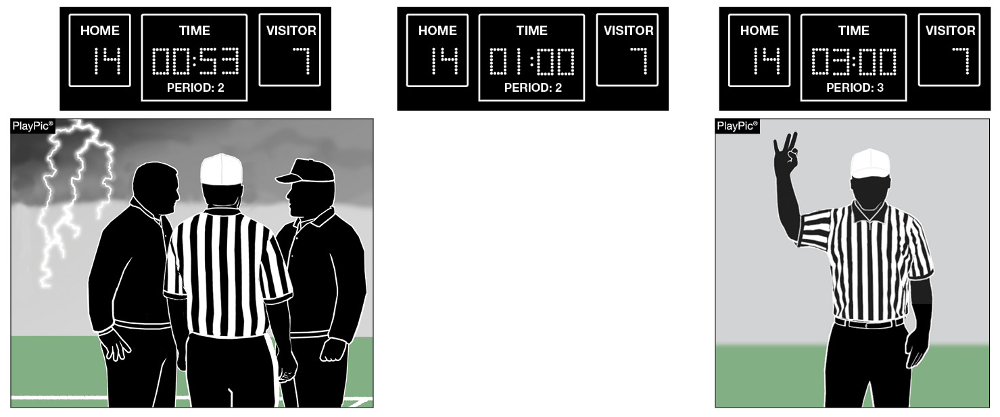 HOME TIME VISITOR
14 00:53 7
PERIOD: 2
HOME TIME VISITOR
14 01:00 7
PERIOD: 2
HOME TIME VISITOR
14 03:00 7
PERIOD: 3
PlayPic®
PlayPic®